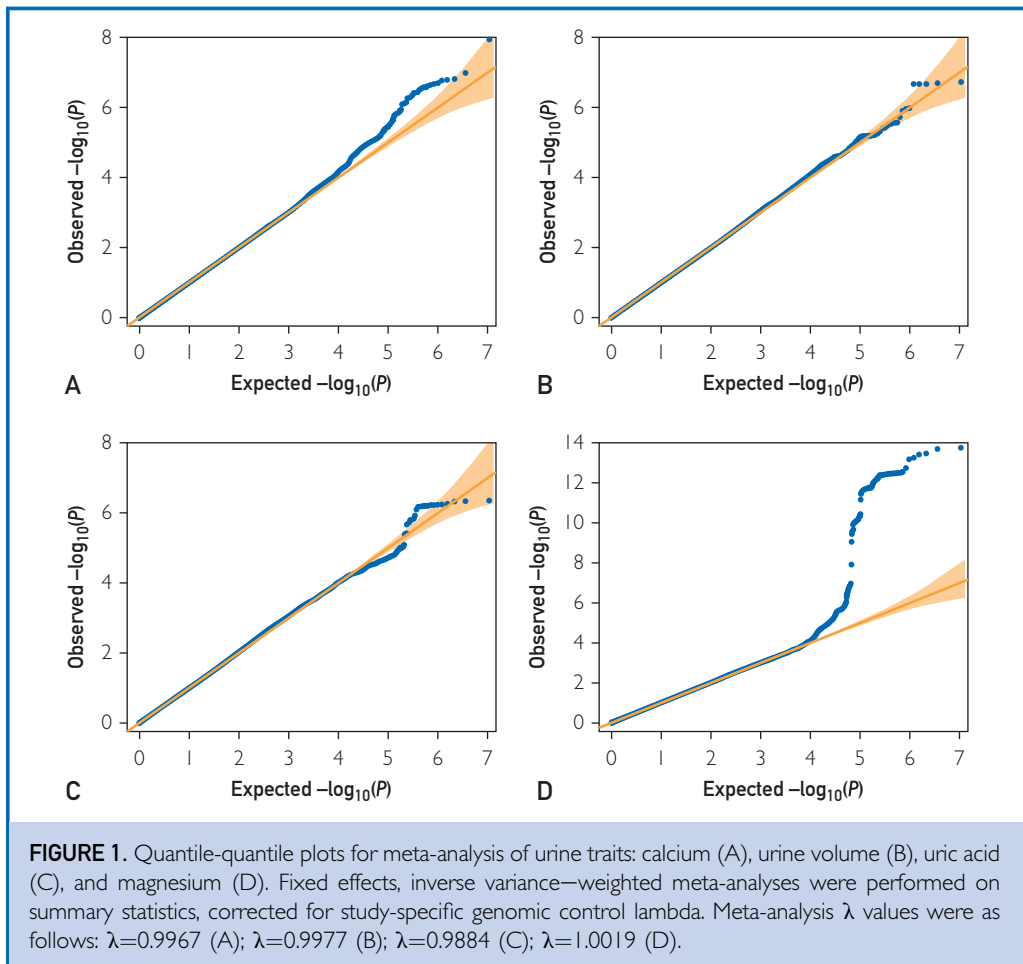 8
6
4
2
0
Observed –log10(P)
0 1 2 3 4 5 6 7
Expected –log10(P)
A
8
6
4
2
0
Observed –log10(P)
0 1 2 3 4 5 6 7
Expected –log10(P)
B
8
6
4
2
0
Observed –log10(P)
0 1 2 3 4 5 6 7
Expected –log10(P)
C
14
12
10
8
6
4
2
0
Observed –log10(P)
0 1 2 3 4 5 6 7
Expected –log10(P)
D
FIGURE 1. Quantile-quantile plots for meta-analysis of urine traits: calcium (A), urine volume (B), uric acid
(C), and magnesium (D). Fixed effects, inverse variance–weighted meta-analyses were performed on
summary statistics, corrected for study-specific genomic control lambda. Meta-analysis λ values were as
follows: λ=0.9967 (A); λ=0.9977 (B); λ=0.9884 (C); λ=1.0019 (D).